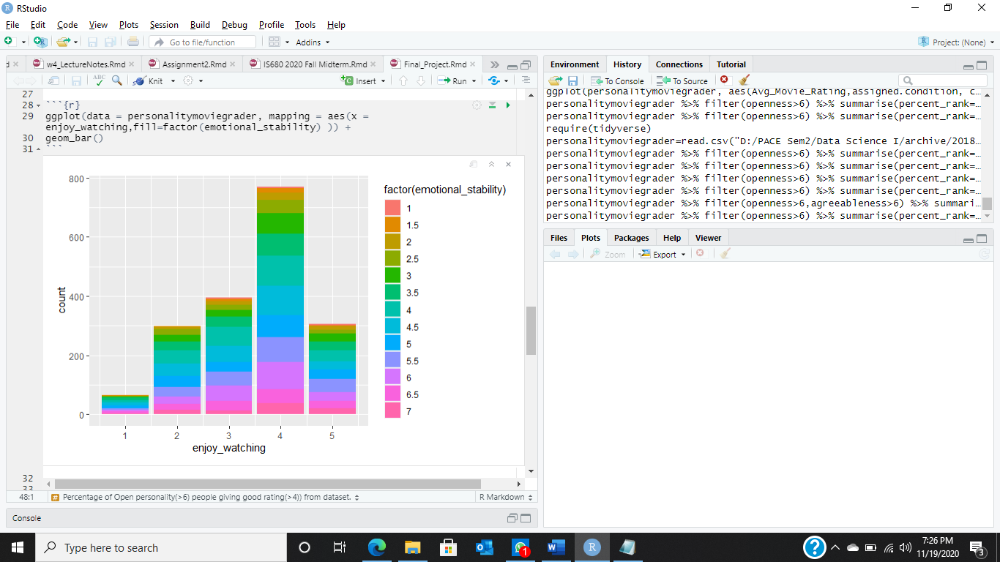 RStudio
File Edit Code View Plots Session Build Debug Profile Tools Help
Go to file/function Addins Project: (None)
d w4_LectureNotes.Rmd Assignment2.Rmd IS680 2020 Fall Midterm.Rmd Final_Project.Rmd
ABC Knit Insert Run
27
28 ```{r}
29 ggplot(data = personalitymoviegrader, mapping = aes(x =
enjoy_watching,fill=factor(emotional_stability) )) +
30 geom_bar()
31 ```
factor(emotional_stability)
1
1.5
2
2.5
3
3.5
4
4.5
5
5.5
6
6.5
7
800
600
400
200
0
count
1 2 3 4 5
enjoy_watching
32
33
48:1 # Percentage of Open personality(>6) people giving good rating(>4)) from dataset. R Markdown
Console
Environment History Connections Tutorial
To Console To Source
ggplot(personalitymoviegrader, aes(Avg_Movie_Rating,assigned.condition, c…
personalitymoviegrader %>% filter(openness>6) %>% summarise(percent_rank=…
personalitymoviegrader %>% filter(openness>6) %>% summarise(percent_rank=…
require(tidyverse)
personalitymoviegrader=read.csv("D:/PACE Sem2/Data Science I/archive/2018…
personalitymoviegrader %>% filter(openness>6) %>% summarise(percent_rank=…
personalitymoviegrader %>% filter(openness>6) %>% summarise(percent_rank=…
personalitymoviegrader %>% filter(openness>6) %>% summarise(percent_rank=…
personalitymoviegrader %>% filter(openness>6) %>% summarise(percent_rank=…
personalitymoviegrader %>% filter(openness>6,agreeableness>6) %>% summari…
personalitymoviegrader %>% filter(openness>6) %>% summarise(percent_rank=…
Files Plots Packages Help Viewer
Zoom Export
Type here to search
1
7:26 PM
11/19/2020
3